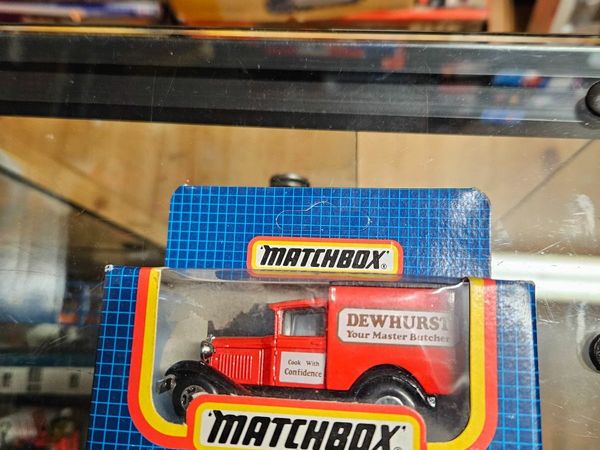 MATCHBOX®
DEWHURST
Your Master Butcher
Cook With
Confidence
MATCHBOX®